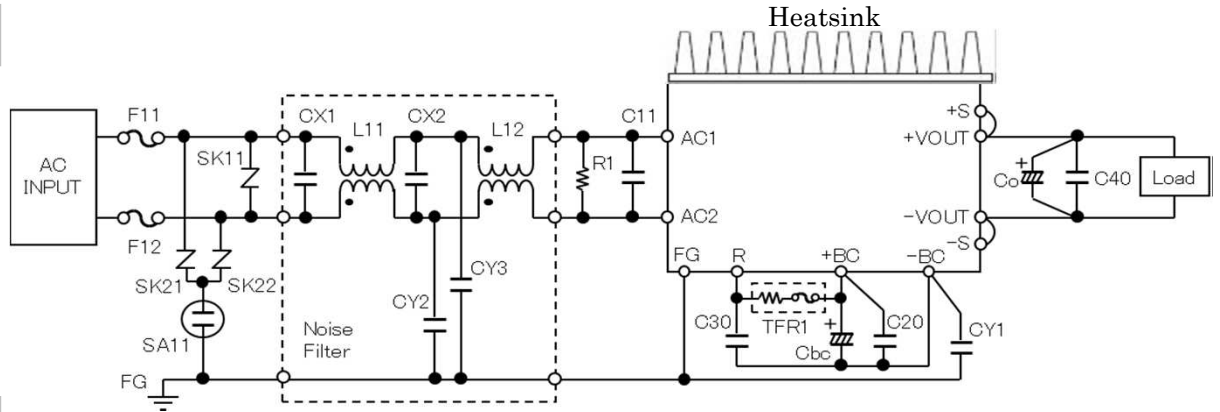 Heatsink
F11
CX1
L11
CX2
L12
C11
+S
AC1
+VOUT
AC
INPUT
SK11
R1
+
Co
C40
Load
AC2
-VOUT
F12
-S
FG
R
+BC
-BC
SK21
SK22
CY3
CY2
C30
TFR1
+
C20
CY1
SA11
Noise
Filter
Cbc
FG